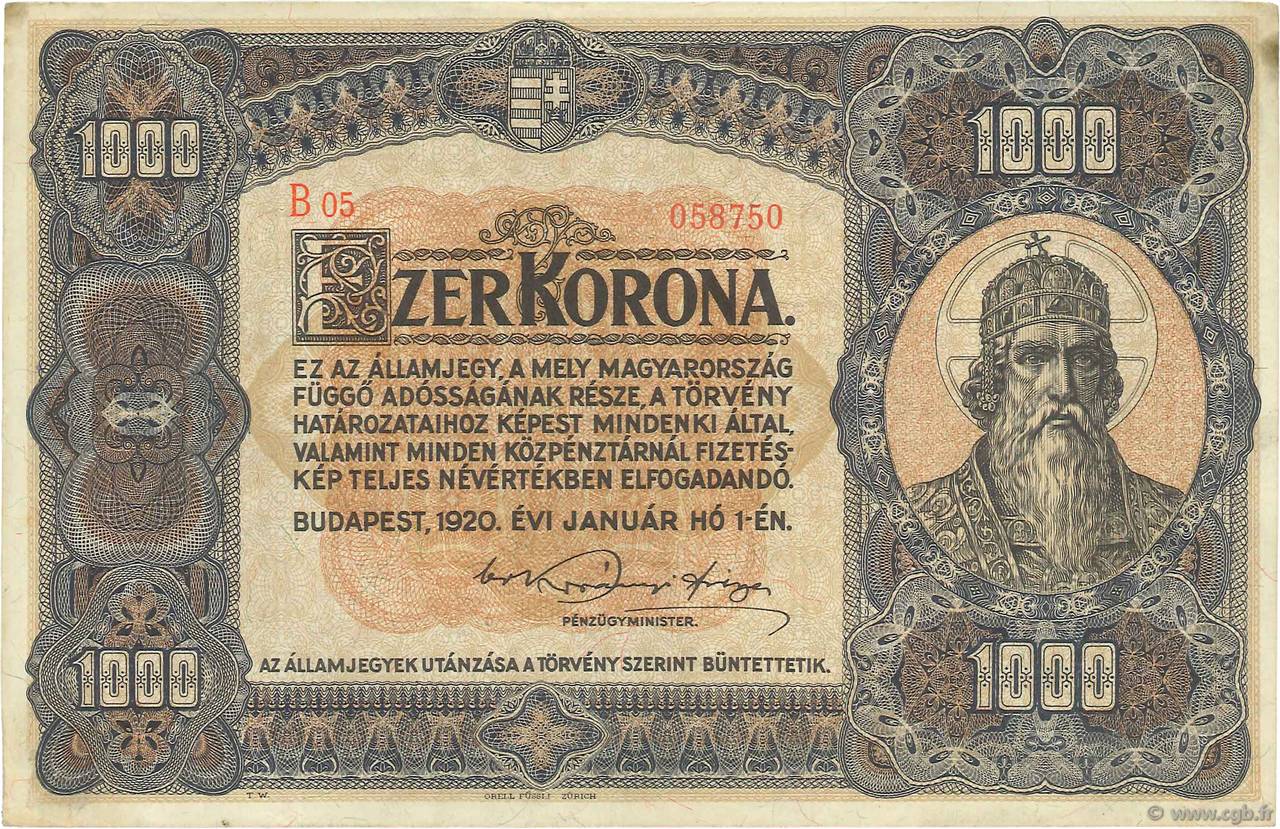 1000
1000
B 05
058750
EZER KORONA.
EZ AZ ÁLLAMJEGY, A MELY MAGYARORSZÁG
FÜGGŐ ADÓSSÁGÁNAK RÉSZE, A TÖRVÉNY
HATÁROZATAIHOZ KÉPEST MINDENKI ÁLTAL,
VALAMINT MINDEN KÖZPÉNZTÁRNÁL FIZETÉS-
KÉP TELJES NÉVÉRTÉKBEN ELFOGADANDÓ.
BUDAPEST, 1920. ÉVI JANUÁR HÓ 1-ÉN.
PÉNZÜGYMINISTER.
1000
1000
AZ ÁLLAMJEGYEK UTÁNZÁSA A TÖRVÉNY SZERINT BÜNTETTETIK.
T. W.
ORELL FÜSSLI ZÜRICH
© www.cgb.fr